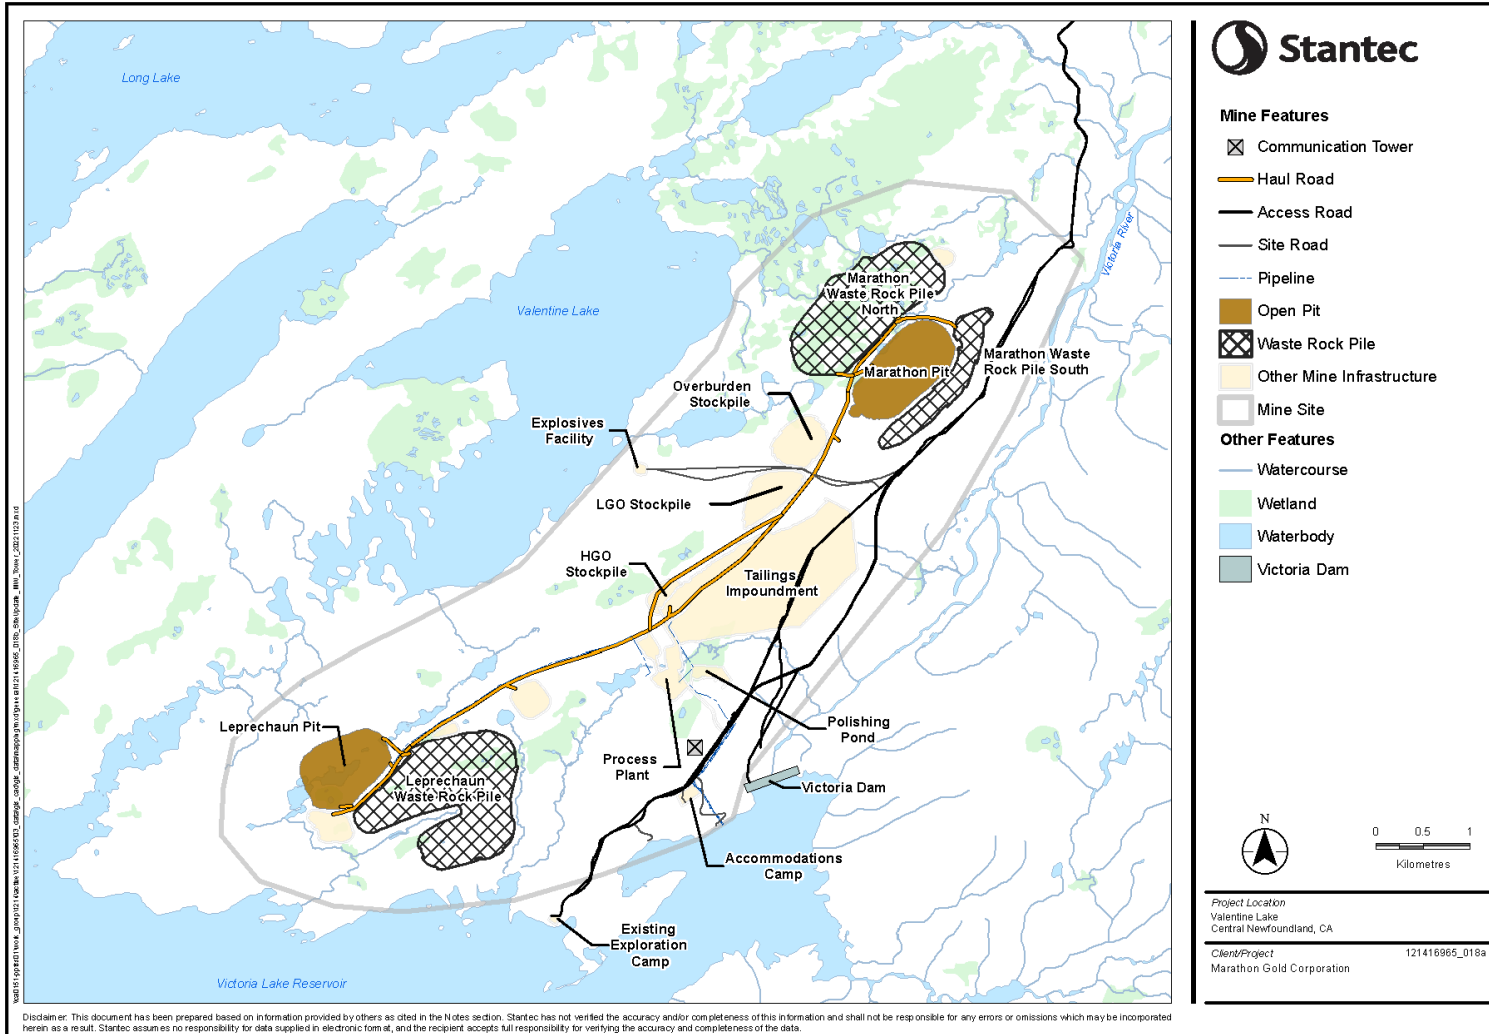 Long Lake
Valentine Lake
Victoria River
Marathon
Waste Rock Pile
North
Marathon Pit
Marathon Waste
Rock Pile South
Overburden
Stockpile
Explosives
Facility
LGO Stockpile
HGO
Stockpile
Tailings
Impoundment
Leprechaun Pit
Leprechaun
Waste Rock Pile
Process
Plant
Polishing
Pond
Victoria Dam
Accommodations
Camp
Existing
Exploration
Camp
Victoria Lake Reservoir
Stantec
Mine Features
Communication Tower
Haul Road
Access Road
Site Road
Pipeline
Open Pit
Waste Rock Pile
Other Mine Infrastructure
Mine Site
Other Features
Watercourse
Wetland
Waterbody
Victoria Dam
N
0 0.5 1
Kilometres
Project Location
Valentine Lake
Central Newfoundland, CA
Client/Project 121416965_018a
Marathon Gold Corporation
Disclaimer: This document has been prepared based on information provided by others as cited in the Notes section. Stantec has not verified the accuracy and/or completeness of this information and shall not be responsible for any errors or omissions which may be incorporated
herein as a result. Stantec assumes no responsibility for data supplied in electronic format, and the recipient accepts full responsibility for verifying the accuracy and completeness of the data.